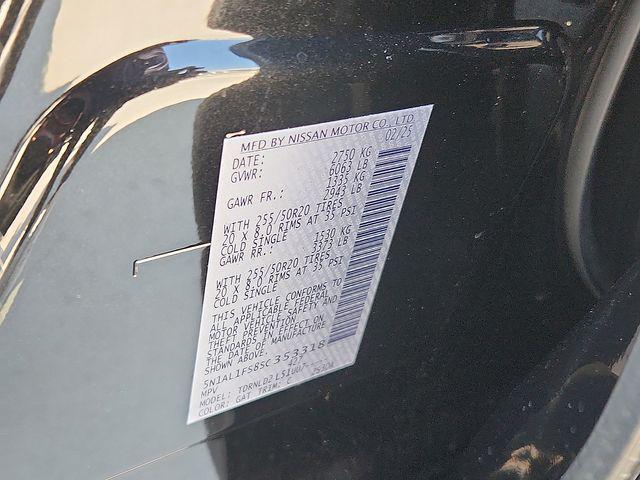 MFD BY NISSAN MOTOR CO., LTD
DATE: 02/25
GVWR: 2750 KG
6063 LB
GAWR FR.: 1335 KG
2943 LB
WITH 255/50R20 TIRES
20 X 8.0 RIMS AT 35 PSI
COLD SINGLE
GAWR RR.: 1530 KG
3373 LB
WITH 255/50R20 TIRES
20 X 8.0 RIMS AT 35 PSI
COLD SINGLE
THIS VEHICLE CONFORMS TO
ALL APPLICABLE FEDERAL
MOTOR VEHICLE SAFETY AND
THEFT PREVENTION
STANDARDS IN EFFECT ON
THE DATE OF MANUFACTURE
SHOWN ABOVE.
5N1AL1FS8SC353318
MPV
MODEL:
COLOR: GAT TRIM: C